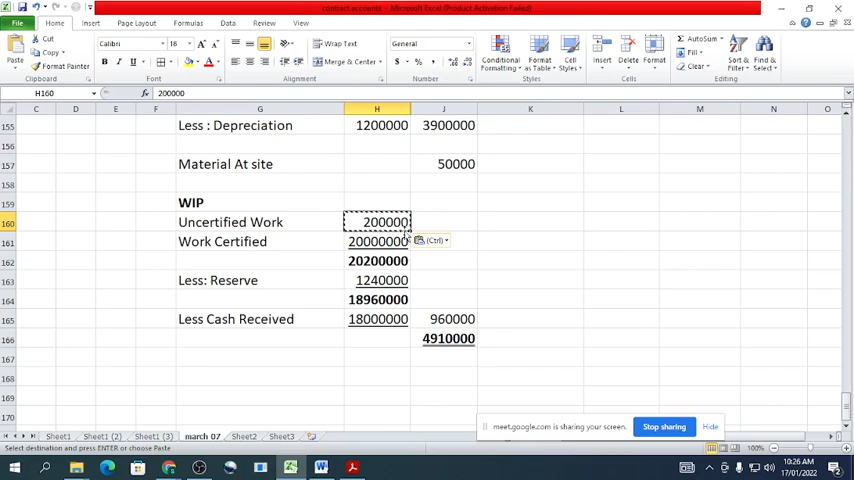 contract accounts - Microsoft Excel (Product Activation Failed)
File Home Insert Page Layout Formulas Data Review View
Cut
Copy
Format Painter
Paste
Clipboard
Calibri 18
B I U
Font
Wrap Text
Merge & Center
Alignment
General
$ % ,
Number
Conditional Formatting
Format as Table
Cell Styles
Styles
Insert Delete Format
Cells
AutoSum
Fill
Clear
Sort & Filter
Find & Select
Editing
H160 fx 200000
C D E F G H J K L M N O
155 Less : Depreciation 1200000 3900000
156
157 Material At site 50000
158
159 WIP
160 Uncertified Work 200000
161 Work Certified 20000000 (Ctrl)
162 20200000
163 Less: Reserve 1240000
164 18960000
165 Less Cash Received 18000000 960000
166 4910000
167
168
169
170
meet.google.com is sharing your screen. Stop sharing Hide
Sheet1 Sheet1 (2) Sheet1 (3) march 07 Sheet2 Sheet3
Select destination and press ENTER or choose Paste 100%
10:26 AM
17/01/2022
2